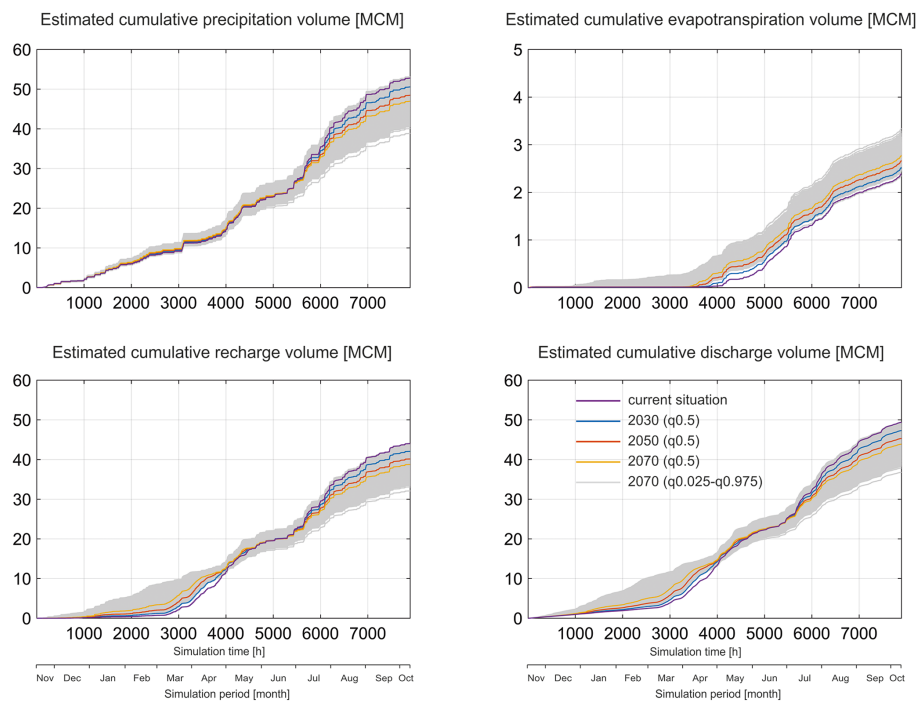 Estimated cumulative precipitation volume [MCM]
60
50
40
30
20
10
0
1000 2000 3000 4000 5000 6000 7000
Estimated cumulative evapotranspiration volume [MCM]
5
4
3
2
1
0
1000 2000 3000 4000 5000 6000 7000
Estimated cumulative recharge volume [MCM]
60
50
40
30
20
10
0
1000 2000 3000 4000 5000 6000 7000
Simulation time [h]
Nov Dec Jan Feb Mar Apr May Jun Jul Aug Sep Oct
Simulation period [month]
Estimated cumulative discharge volume [MCM]
60
50
40
30
20
10
0
current situation
2030 (q0.5)
2050 (q0.5)
2070 (q0.5)
2070 (q0.025-q0.975)
1000 2000 3000 4000 5000 6000 7000
Simulation time [h]
Nov Dec Jan Feb Mar Apr May Jun Jul Aug Sep Oct
Simulation period [month]